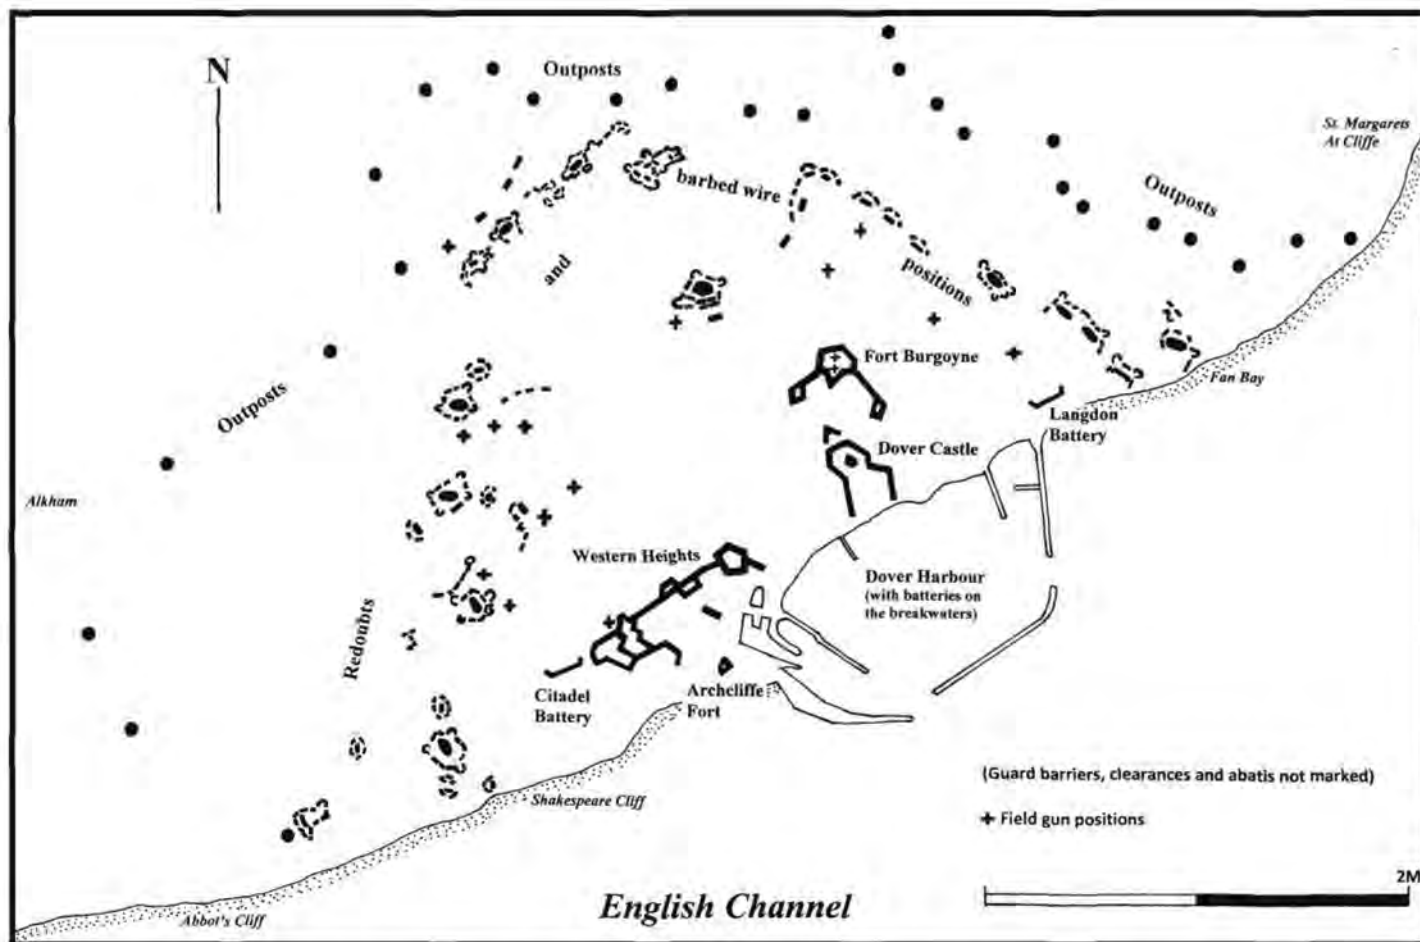 N
Outposts
St. Margarets
At Cliffe
barbed wire
Outposts
and
positions
Fort Burgoyne
Fan Bay
Outposts
Langdon
Battery
Dover Castle
Alkham
Western Heights
Dover Harbour
(with batteries on
the breakwaters)
Redoubts
Citadel
Battery
Archcliffe
Fort
(Guard barriers, clearances and abatis not marked)
Shakespeare Cliff
+ Field gun positions
2M
English Channel
Abbot's Cliff